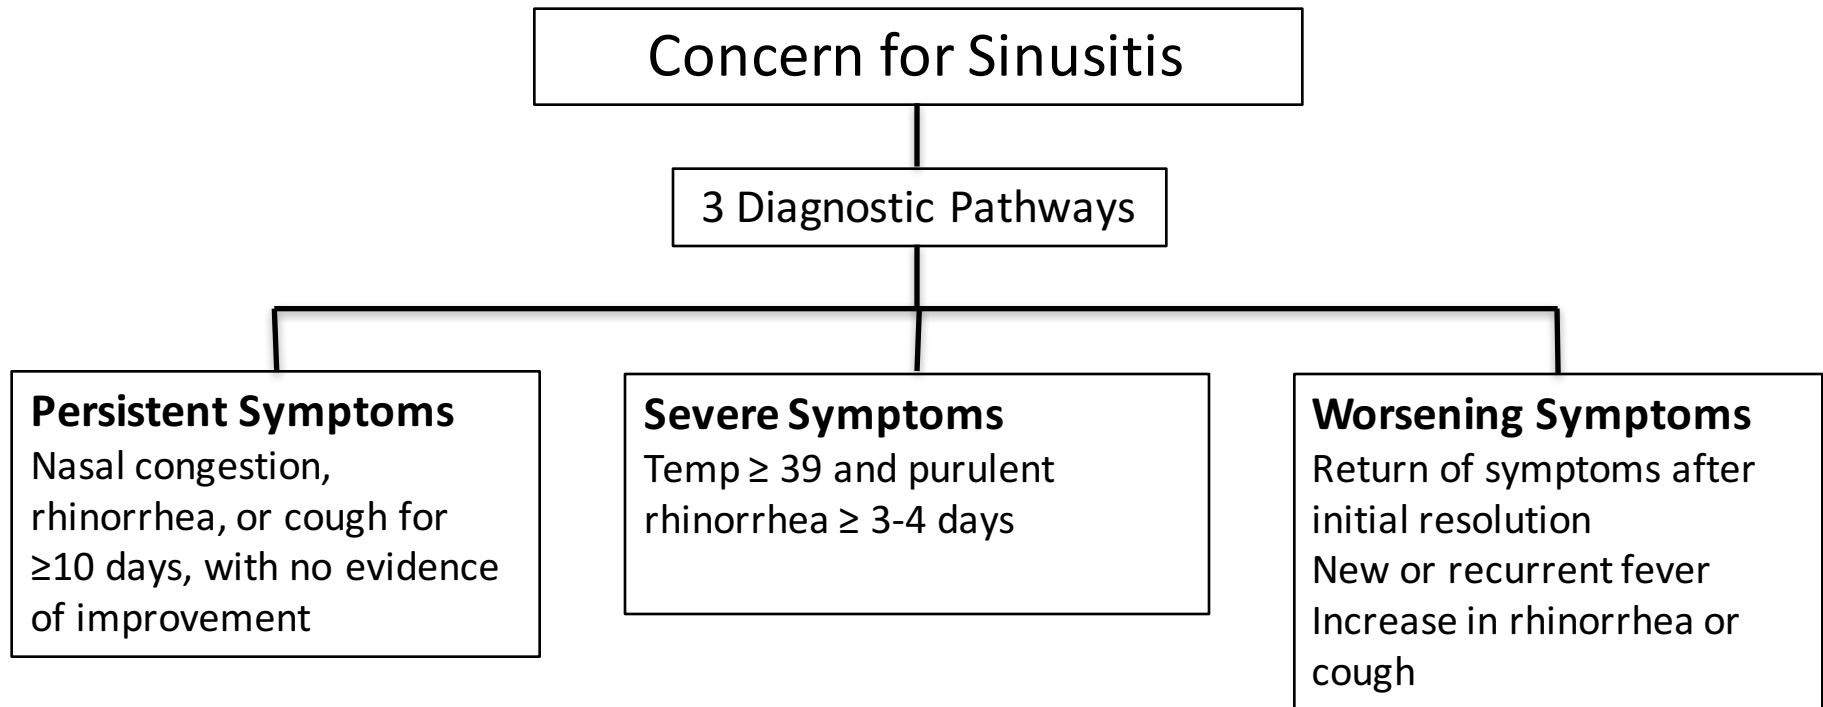 Concern for Sinusitis
3 Diagnostic Pathways
Persistent Symptoms
Nasal congestion,
rhinorrhea, or cough for
≥10 days, with no evidence
of improvement
Severe Symptoms
Temp ≥ 39 and purulent
rhinorrhea ≥ 3-4 days
Worsening Symptoms
Return of symptoms after
initial resolution
New or recurrent fever
Increase in rhinorrhea or
cough